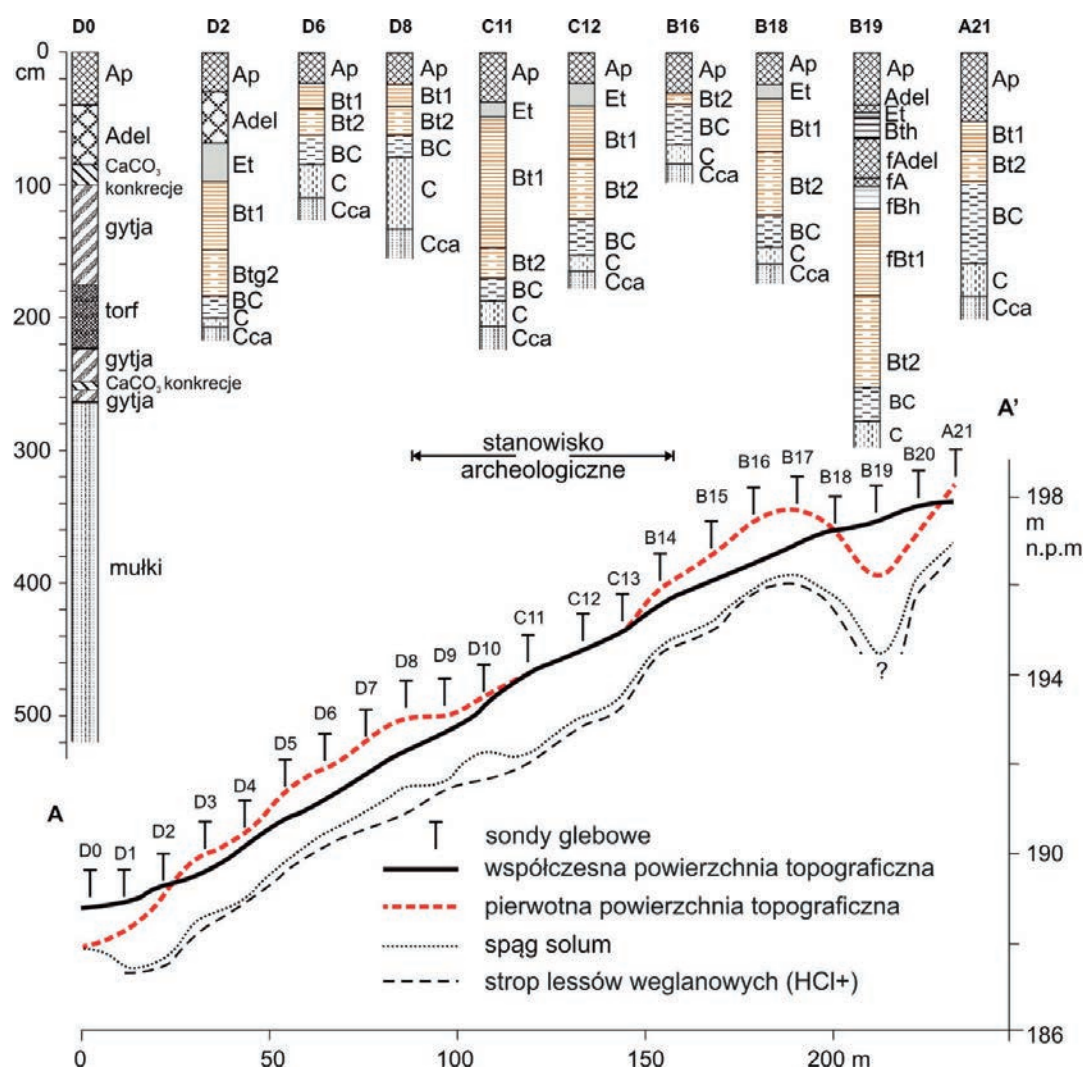 D0 D2 D6 D8 C11 C12 B16 B18 B19 A21
0
cm
100
200
300
400
500
Ap
Adel
CaCO₃
konkrecje
gytja
torf
gytja
CaCO₃ konkrecje
gytja
mułki
Ap
Adel
Et
Bt1
Btg2
BC
C
Cca
Ap
Bt1
Bt2
BC
C
Cca
Ap
Bt1
Bt2
BC
C
Cca
Ap
Et
Bt1
Bt2
BC
C
Cca
Ap
Et
Bt1
Bt2
BC
C
Cca
Ap
Bt2
BC
C
Cca
Ap
Et
Bt1
Bt2
BC
C
Cca
Ap
Adel
Et
Bth
fAdel
fA
fBh
fBt1
Bt2
BC
C
Ap
Bt1
Bt2
BC
C
Cca
stanowisko
archeologiczne
A
A'
D0 D1 D2 D3 D4 D5 D6 D7 D8 D9 D10 C11 C12 C13 B14 B15 B16 B17 B18 B19 B20 A21
?
198
m
n.p.m
194
190
186
sondy glebowe
współczesna powierzchnia topograficzna
pierwotna powierzchnia topograficzna
spąg solum
strop lessów weglanowych (HCl+)
0 50 100 150 200 m